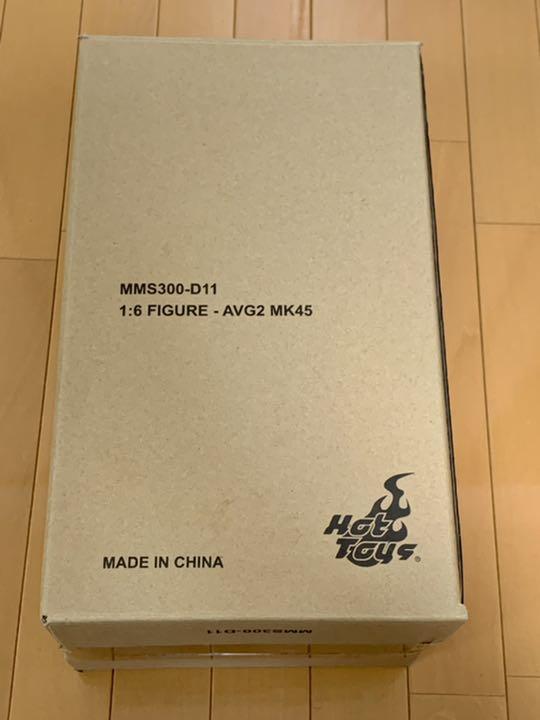 MMS300-D11
1:6 FIGURE - AVG2 MK45
Hot
Toys®
MADE IN CHINA
MMS300-D11